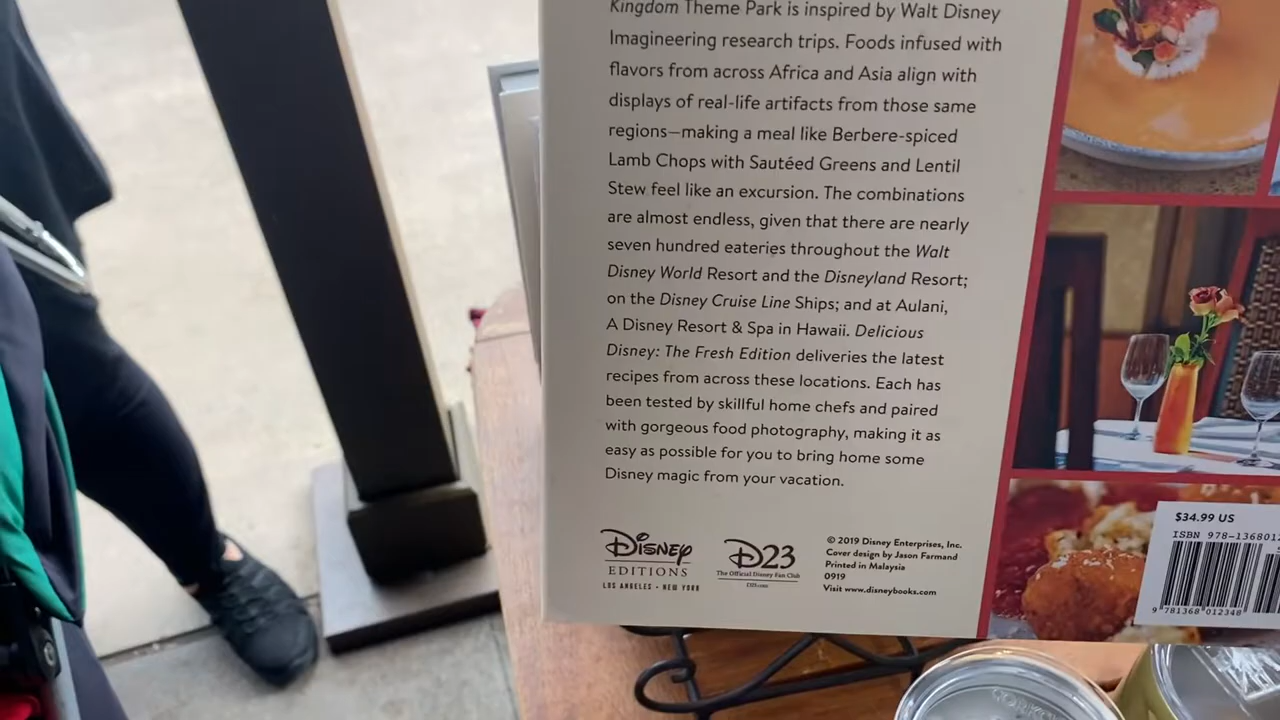 Kingdom Theme Park is inspired by Walt Disney
Imagineering research trips. Foods infused with
flavors from across Africa and Asia align with
displays of real-life artifacts from those same
regions—making a meal like Berbere-spiced
Lamb Chops with Sautéed Greens and Lentil
Stew feel like an excursion. The combinations
are almost endless, given that there are nearly
seven hundred eateries throughout the Walt
Disney World Resort and the Disneyland Resort;
on the Disney Cruise Line Ships; and at Aulani,
A Disney Resort & Spa in Hawaii. Delicious
Disney: The Fresh Edition deliveries the latest
recipes from across these locations. Each has
been tested by skillful home chefs and paired
with gorgeous food photography, making it as
easy as possible for you to bring home some
Disney magic from your vacation.
Disney
EDITIONS
LOS ANGELES • NEW YORK
D23
The Official Disney Fan Club
D23.com
© 2019 Disney Enterprises, Inc.
Cover design by Jason Farmand
Printed in Malaysia
0919
Visit www.disneybooks.com
$34.99 US
ISBN 978-1368012
9 781368 012348